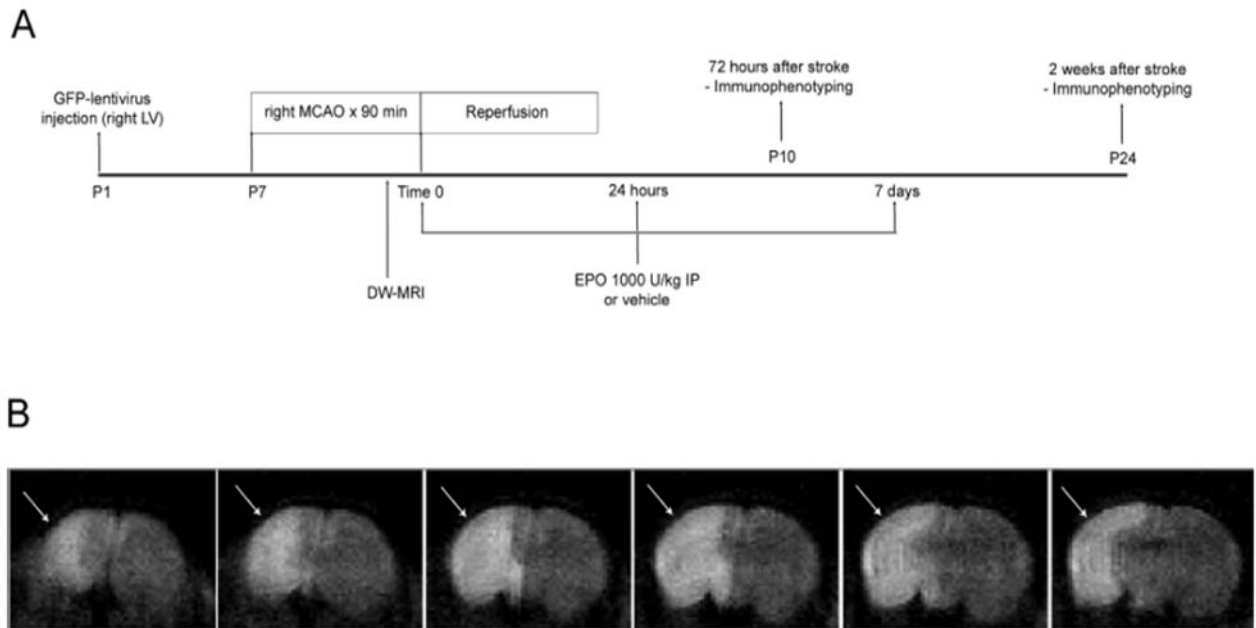 A
GFP-lentivirus
injection (right LV)
right MCAO x 90 min
Reperfusion
72 hours after stroke
- Immunophenotyping
2 weeks after stroke
- Immunophenotyping
P10
P24
P1
P7
Time 0
24 hours
7 days
DW-MRI
EPO 1000 U/kg IP
or vehicle
B